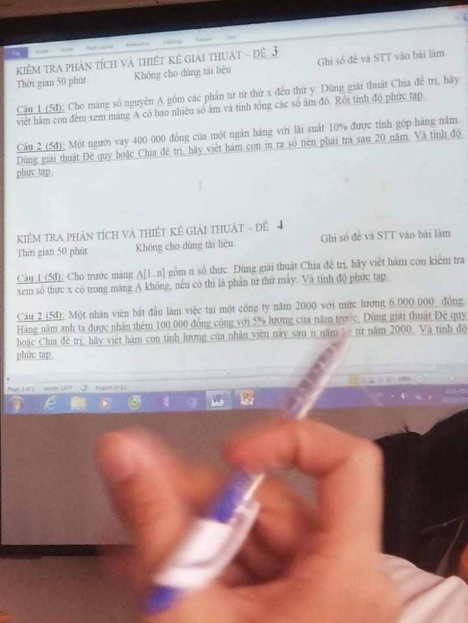 KIỂM TRA PHÂN TÍCH VÀ THIẾT KẾ GIẢI THUẬT – ĐỀ 3
Thời gian 50 phút Không cho dùng tài liệu Ghi số đề và STT vào bài làm
Câu 1 (5đ): Cho mảng số nguyên A gồm các phần tử từ thứ x đến thứ y. Dùng giải thuật Chia để trị, hãy
viết hàm con đếm xem mảng A có bao nhiêu số âm và tính tổng các số âm đó. Rồi tính độ phức tạp.
Câu 2 (5đ): Một người vay 400 000 đồng của một ngân hàng với lãi suất 10% được tính gộp hàng năm.
Dùng giải thuật Đệ quy hoặc Chia để trị, hãy viết hàm con in ra số tiền phải trả sau 20 năm. Và tính độ
phức tạp.
KIỂM TRA PHÂN TÍCH VÀ THIẾT KẾ GIẢI THUẬT – ĐỀ 4
Thời gian 50 phút Không cho dùng tài liệu Ghi số đề và STT vào bài làm
Câu 1 (5đ): Cho trước mảng A[1..n] gồm n số thực. Dùng giải thuật Chia để trị, hãy viết hàm con kiểm tra
xem số thực x có trong mảng A không, nếu có thì là phần tử thứ mấy. Và tính độ phức tạp.
Câu 2 (5đ): Một nhân viên bắt đầu làm việc tại một công ty năm 2000 với mức lương 6.000.000 đồng.
Hàng năm anh ta được nhận thêm 100.000 đồng cộng với 5% lương của năm trước. Dùng giải thuật Đệ quy
hoặc Chia để trị, hãy viết hàm con tính lương của nhân viên này sau n năm từ năm 2000. Và tính độ
phức tạp.